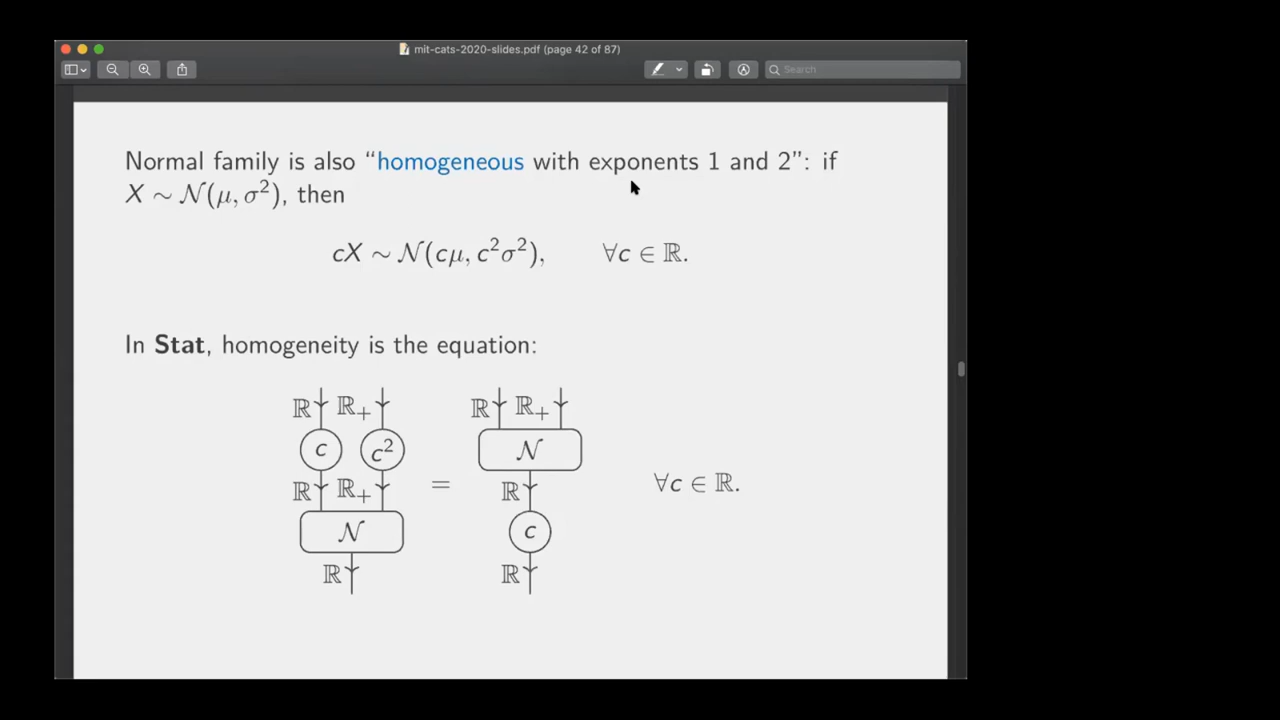 mit-cats-2020-slides.pdf (page 42 of 87)
Search
Normal family is also “homogeneous with exponents 1 and 2”: if
X ∼ 𝒩(μ, σ²), then
cX ∼ 𝒩(cμ, c²σ²), ∀c ∈ ℝ.
In Stat, homogeneity is the equation:
ℝ ℝ₊ ℝ ℝ₊
c c² 𝒩
ℝ ℝ₊ = ℝ ∀c ∈ ℝ.
𝒩 c
ℝ ℝ